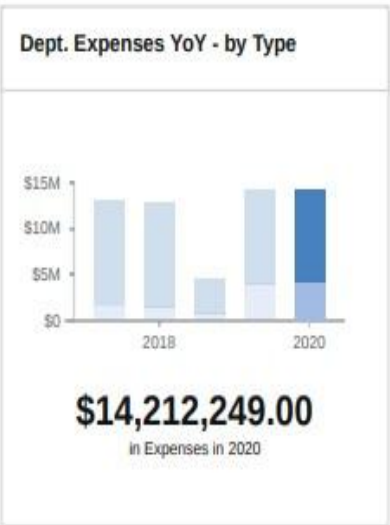 Dept. Expenses YoY - by Type
$15M
$10M
$5M
$0
2018
2020
$14,212,249.00
in Expenses in 2020